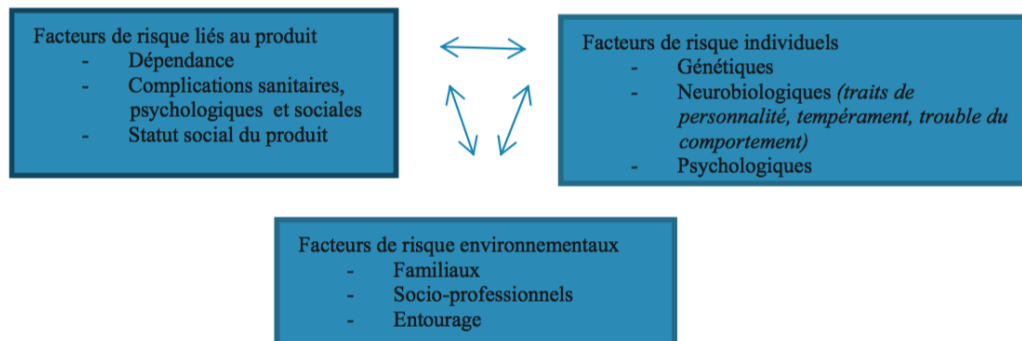 Facteurs de risque liés au produit
- Dépendance
- Complications sanitaires,
psychologiques et sociales
- Statut social du produit
Facteurs de risque individuels
- Génétiques
- Neurobiologiques (traits de
personnalité, tempérament, trouble du
comportement)
- Psychologiques
Facteurs de risque environnementaux
- Familiaux
- Socio-professionnels
- Entourage